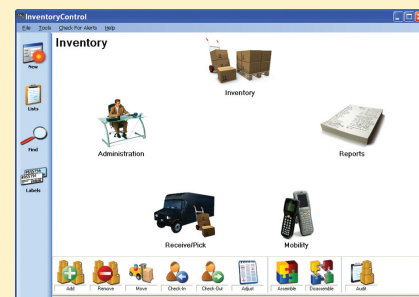 InventoryControl
File Tools Check For Alerts Help
Inventory
New
Lists
Find
Labels
Inventory
Administration
Reports
Receive/Pick
Mobility
Add Remove Move Check-In Check Out Adjust Assemble Disassemble Audit